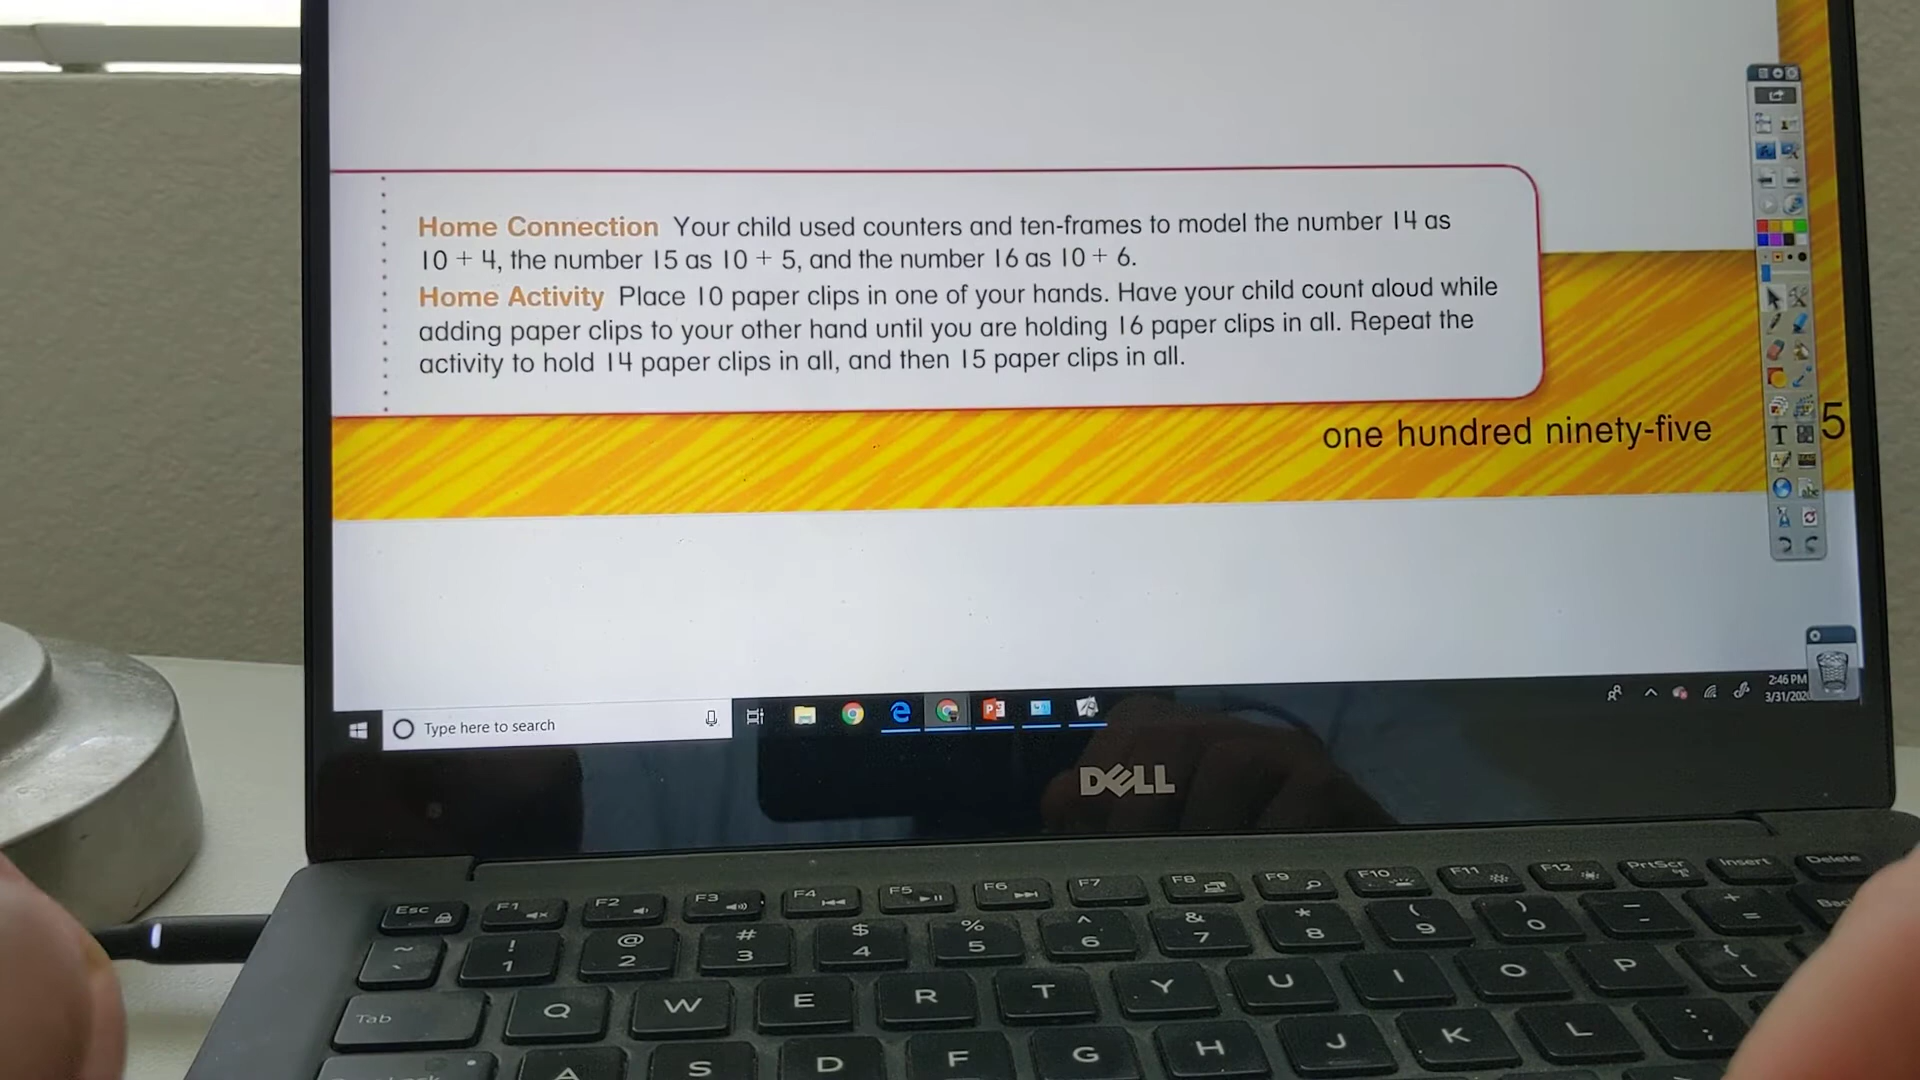 Home Connection Your child used counters and ten-frames to model the number 14 as
10 + 4, the number 15 as 10 + 5, and the number 16 as 10 + 6.
Home Activity Place 10 paper clips in one of your hands. Have your child count aloud while
adding paper clips to your other hand until you are holding 16 paper clips in all. Repeat the
activity to hold 14 paper clips in all, and then 15 paper clips in all.
one hundred ninety-five 5
T
abc
2:46 PM
Type here to search
DELL
Esc F1 F2 F3 F4 F5 F6 F7 F8 F9 F10 F11 F12 PrtScr Insert Delete
~ ! @ # $ % ^ & * ( ) _ +
` 1 2 3 4 5 6 7 8 9 0 - =
Tab Q W E R T Y U I O P { [
A S D F G H J K L : ;